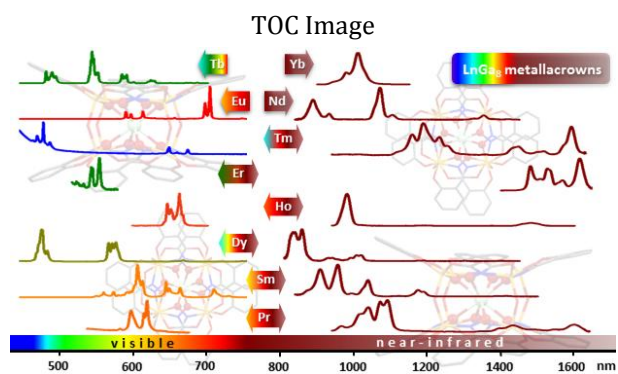 TOC Image
Tb
Yb
LnGa8 metallacrowns
Eu
Nd
Tm
Er
Ho
Dy
Sm
Pr
visible
near-infrared
500 600 700 800 1000 1200 1400 1600 nm